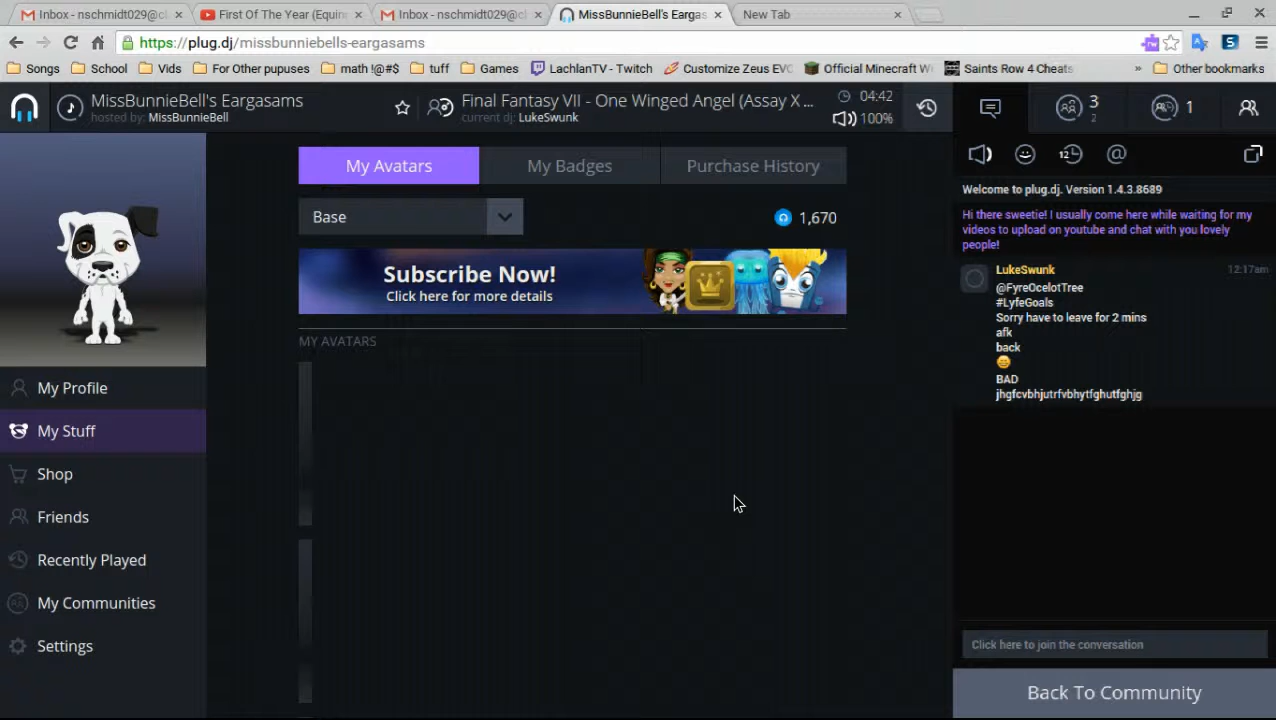 Inbox - nschmidt029@cl
First Of The Year (Equin
Inbox - nschmidt029@cl
MissBunnieBell's Eargas
New Tab
https://plug.dj/missbunniebells-eargasams
Songs
School
Vids
For Other pupuses
math !@#$
tuff
Games
LachlanTV - Twitch
Customize Zeus EVO
Official Minecraft W
Saints Row 4 Cheats
»
Other bookmarks
MissBunnieBell's Eargasams
hosted by: MissBunnieBell
Final Fantasy VII - One Winged Angel (Assay X ...
current dj: LukeSwunk
04:42
100%
3
2
1
My Avatars
My Badges
Purchase History
Base
1,670
Subscribe Now!
Click here for more details
MY AVATARS
My Profile
My Stuff
Shop
Friends
Recently Played
My Communities
Settings
12
@
Welcome to plug.dj. Version 1.4.3.8689
Hi there sweetie! I usually come here while waiting for my
videos to upload on youtube and chat with you lovely
people!
LukeSwunk
12:17am
@FyreOcelotTree
#LyfeGoals
Sorry have to leave for 2 mins
afk
back
BAD
jhgfcvbhjutrfvbhytfghutfghjg
Click here to join the conversation
Back To Community